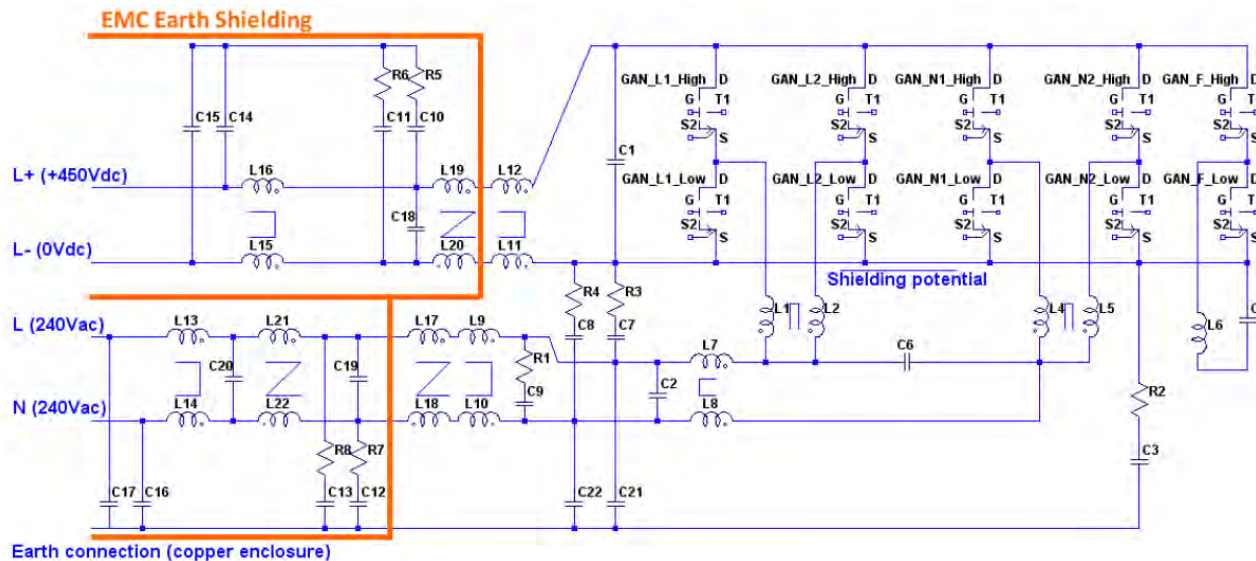 EMC Earth Shielding
R6 R5
GAN_L1_High D GAN_L2_High D GAN_N1_High D GAN_N2_High D GAN_F_High D
G T1 G T1 G T1 G T1 G T1
C15 C14 C11 C10
S2 S S2 S S2 S S2 S S2 S
C1
L+ (+450Vdc) L16 L19 L12
GAN_L1_Low D GAN_L2_Low D GAN_N1_Low D GAN_N2_Low D GAN_F_Low D
G T1 G T1 G T1 G T1 G T1
C18
S2 S S2 S S2 S S2 S S2 S
L- (0Vdc) L15 L20 L11
Shielding potential
R4 R3
L1 L2 L4 L5 L6 C
L (240Vac) L13 L21 L17 L9 C8 C7
C20 C19 R1 L7 C6
C9 C2 R2
N (240Vac) L14 L22 L18 L10 L8
R8 R7 C3
C17 C16 C13 C12 C22 C21
Earth connection (copper enclosure)